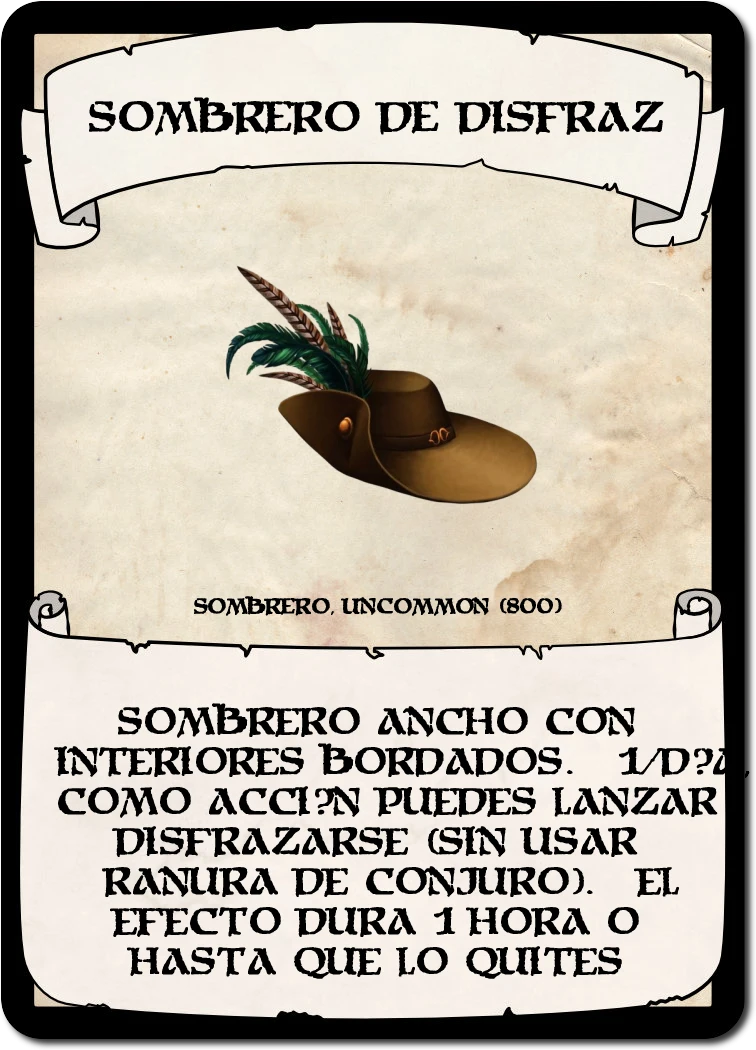 SOMBRERO DE DISFRAZ
SOMBRERO, UNCOMMON (800)
SOMBRERO ANCHO CON
INTERIORES BORDADOS. 1/D?A,
COMO ACCI?N PUEDES LANZAR
DISFRAZARSE (SIN USAR
RANURA DE CONJURO). EL
EFECTO DURA 1 HORA O
HASTA QUE LO QUITES